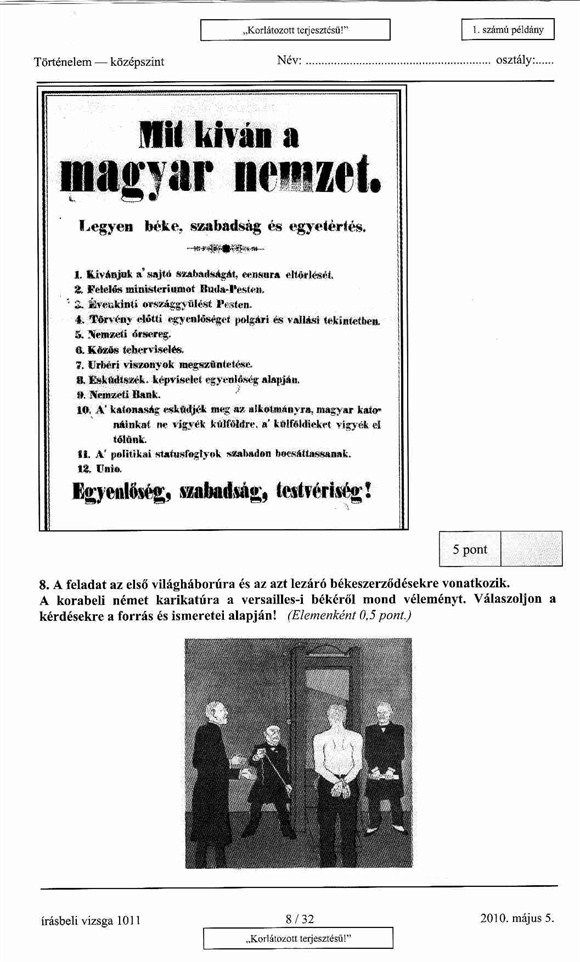 „Korlátozott terjesztésű!”
1. számú példány
Történelem — középszint
Név: ............................................................. osztály:......
Mit kiván a
magyar nemzet.
Legyen béke, szabadság és egyetértés.
1. Kivánjuk a’ sajtó szabadságát, censura eltörlését.
2. Felelős ministeriumot Buda-Pesten.
3. Évenkinti országgyülést Pesten.
4. Törvény előtti egyenlőséget polgári és vallási tekintetben.
5. Nemzeti őrsereg.
6. Közös teherviselés.
7. Urbéri viszonyok megszüntetése.
8. Esküdtszék. képviselet egyenlőség alapján.
9. Nemzeti Bank.
10. A’ katonaság esküdjék meg az alkotmányra, magyar kato-
náinkat ne vigyék külföldre. a’ külföldieket vigyék el
tőlünk.
11. A’ politikai statusfoglyok szabadon bocsáttassanak.
12. Unio.
Egyenlőség, szabadság, testvériség!
5 pont
8. A feladat az első világháborúra és az azt lezáró békeszerződésekre vonatkozik.
A korabeli német karikatúra a versailles-i békéről mond véleményt. Válaszoljon a
kérdésekre a forrás és ismeretei alapján! (Elemenként 0,5 pont.)
írásbeli vizsga 1011
8 / 32
2010. május 5.
„Korlátozott terjesztésű!”